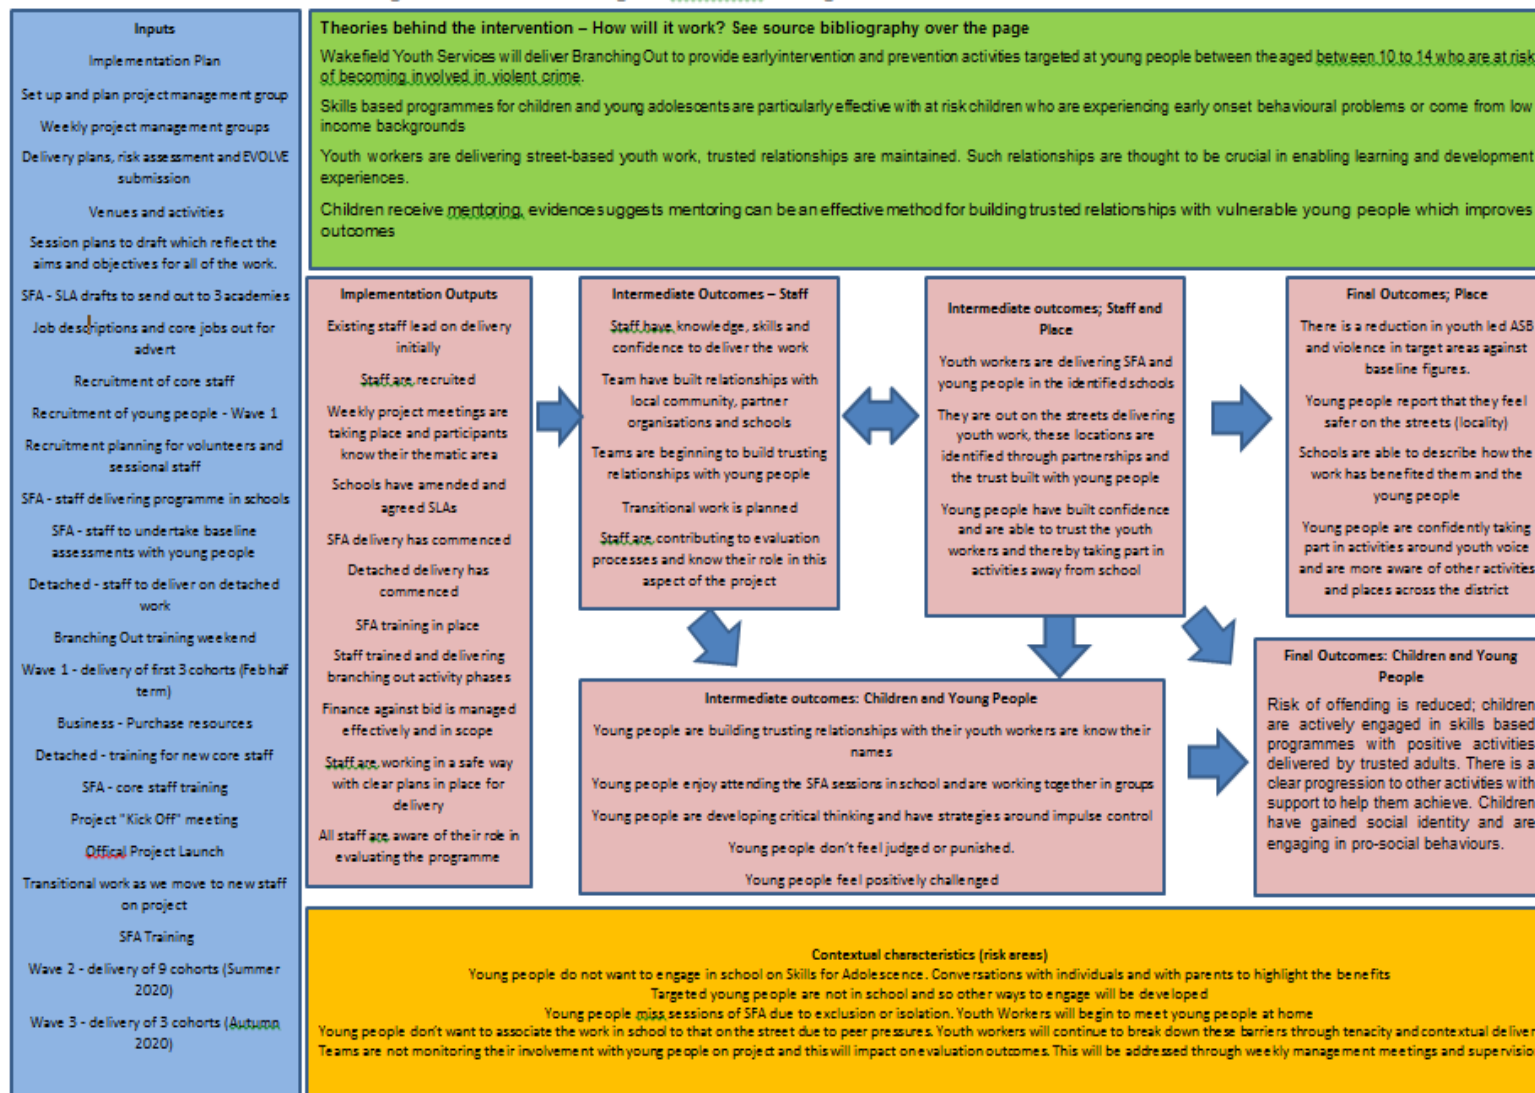 Inputs
Implementation Plan
Set up and plan project management group
Weekly project management groups
Delivery plans, risk assessment and EVOLVE
submission
Venues and activities
Session plans to draft which reflect the
aims and objectives for all of the work.
SFA - SLA drafts to send out to 3 academies
Job descriptions and core jobs out for
advert
Recruitment of core staff
Recruitment of young people - Wave 1
Recruitment planning for volunteers and
sessional staff
SFA - staff delivering programme in schools
SFA - staff to undertake baseline
assessments with young people
Detached - staff to deliver on detached
work
Branching Out training weekend
Wave 1 - delivery of first 3 cohorts (Feb half
term)
Business - Purchase resources
Detached - training for new core staff
SFA - core staff training
Project "Kick Off" meeting
Offical Project Launch
Transitional work as we move to new staff
on project
SFA Training
Wave 2 - delivery of 9 cohorts (Summer
2020)
Wave 3 - delivery of 3 cohorts (Autumn
2020)
Theories behind the intervention – How will it work? See source bibliography over the page
Wakefield Youth Services will deliver Branching Out to provide early intervention and prevention activities targeted at young people between the aged between 10 to 14 who are at risk
of becoming involved in violent crime.
Skills based programmes for children and young adolescents are particularly effective with at risk children who are experiencing early onset behavioural problems or come from low
income backgrounds
Youth workers are delivering street-based youth work, trusted relationships are maintained. Such relationships are thought to be crucial in enabling learning and development
experiences.
Children receive mentoring, evidence suggests mentoring can be an effective method for building trusted relationships with vulnerable young people which improves
outcomes
Implementation Outputs
Existing staff lead on delivery
initially
Staff are recruited
Weekly project meetings are
taking place and participants
know their thematic area
Schools have amended and
agreed SLAs
SFA delivery has commenced
Detached delivery has
commenced
SFA training in place
Staff trained and delivering
branching out activity phases
Finance against bid is managed
effectively and in scope
Staff are working in a safe way
with clear plans in place for
delivery
All staff are aware of their role in
evaluating the programme
Intermediate Outcomes – Staff
Staff have knowledge, skills and
confidence to deliver the work
Team have built relationships with
local community, partner
organisations and schools
Teams are beginning to build trusting
relationships with young people
Transitional work is planned
Staff are contributing to evaluation
processes and know their role in this
aspect of the project
Intermediate outcomes; Staff and
Place
Youth workers are delivering SFA and
young people in the identified schools
They are out on the streets delivering
youth work, these locations are
identified through partnerships and
the trust built with young people
Young people have built confidence
and are able to trust the youth
workers and thereby taking part in
activities away from school
Final Outcomes; Place
There is a reduction in youth led ASB
and violence in target areas against
baseline figures.
Young people report that they feel
safer on the streets (locality)
Schools are able to describe how the
work has benefited them and the
young people
Young people are confidently taking
part in activities around youth voice
and are more aware of other activities
and places across the district
Intermediate outcomes: Children and Young People
Young people are building trusting relationships with their youth workers are know their
names
Young people enjoy attending the SFA sessions in school and are working together in groups
Young people are developing critical thinking and have strategies around impulse control
Young people don't feel judged or punished.
Young people feel positively challenged
Final Outcomes: Children and Young
People
Risk of offending is reduced; children
are actively engaged in skills based
programmes with positive activities
delivered by trusted adults. There is a
clear progression to other activities with
support to help them achieve. Children
have gained social identity and are
engaging in pro-social behaviours.
Contextual characteristics (risk areas)
Young people do not want to engage in school on Skills for Adolescence. Conversations with individuals and with parents to highlight the benefits
Targeted young people are not in school and so other ways to engage will be developed
Young people miss sessions of SFA due to exclusion or isolation. Youth Workers will begin to meet young people at home
Young people don't want to associate the work in school to that on the street due to peer pressures. Youth workers will continue to break down these barriers through tenacity and contextual deliver
Teams are not monitoring their involvement with young people on project and this will impact on evaluation outcomes. This will be addressed through weekly management meetings and supervisio